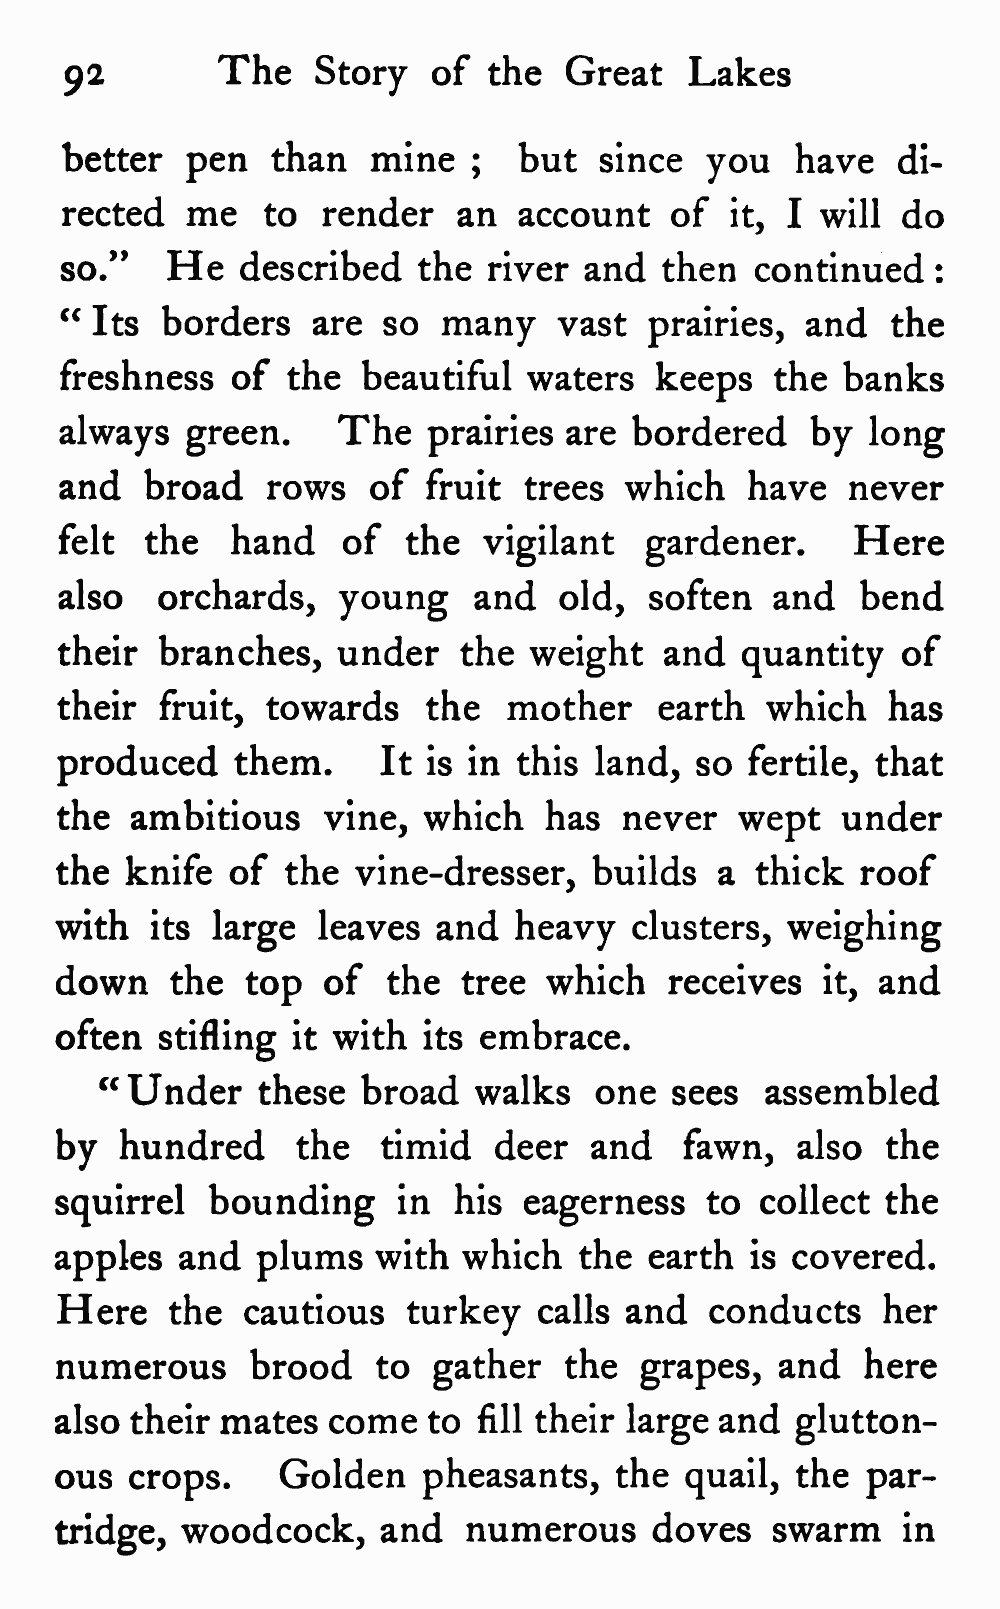 92 The Story of the Great Lakes
better pen than mine ; but since you have di-
rected me to render an account of it, I will do
so.” He described the river and then continued :
“ Its borders are so many vast prairies, and the
freshness of the beautiful waters keeps the banks
always green. The prairies are bordered by long
and broad rows of fruit trees which have never
felt the hand of the vigilant gardener. Here
also orchards, young and old, soften and bend
their branches, under the weight and quantity of
their fruit, towards the mother earth which has
produced them. It is in this land, so fertile, that
the ambitious vine, which has never wept under
the knife of the vine-dresser, builds a thick roof
with its large leaves and heavy clusters, weighing
down the top of the tree which receives it, and
often stifling it with its embrace.
“ Under these broad walks one sees assembled
by hundred the timid deer and fawn, also the
squirrel bounding in his eagerness to collect the
apples and plums with which the earth is covered.
Here the cautious turkey calls and conducts her
numerous brood to gather the grapes, and here
also their mates come to fill their large and glutton-
ous crops. Golden pheasants, the quail, the par-
tridge, woodcock, and numerous doves swarm in